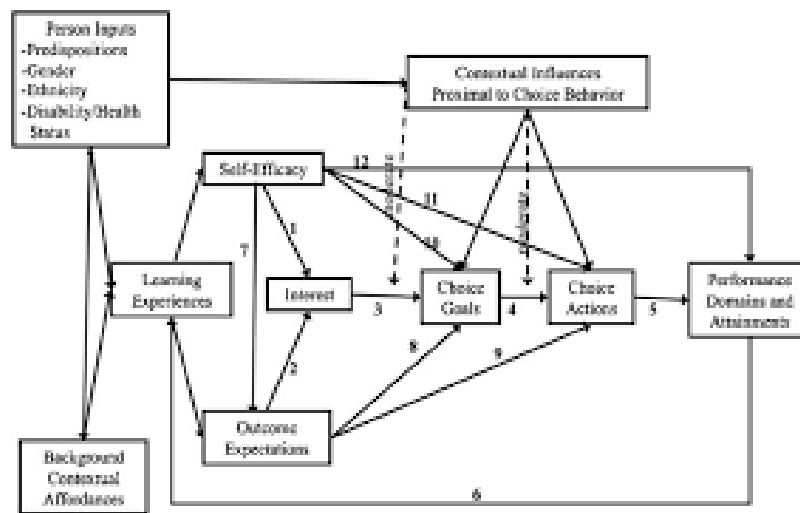 Person Inputs
-Predispositions
-Gender
-Ethnicity
-Disability/Health
Status
Contextual Influences
Proximal to Choice Behavior
Self-Efficacy
12
11
10
moderate
moderate
1
7
Learning
Experiences
Interest
3
Choice
Goals
4
Choice
Actions
5
Performance
Domains and
Attainments
2
8
9
Outcome
Expectations
Background
Contextual
Affordances
6